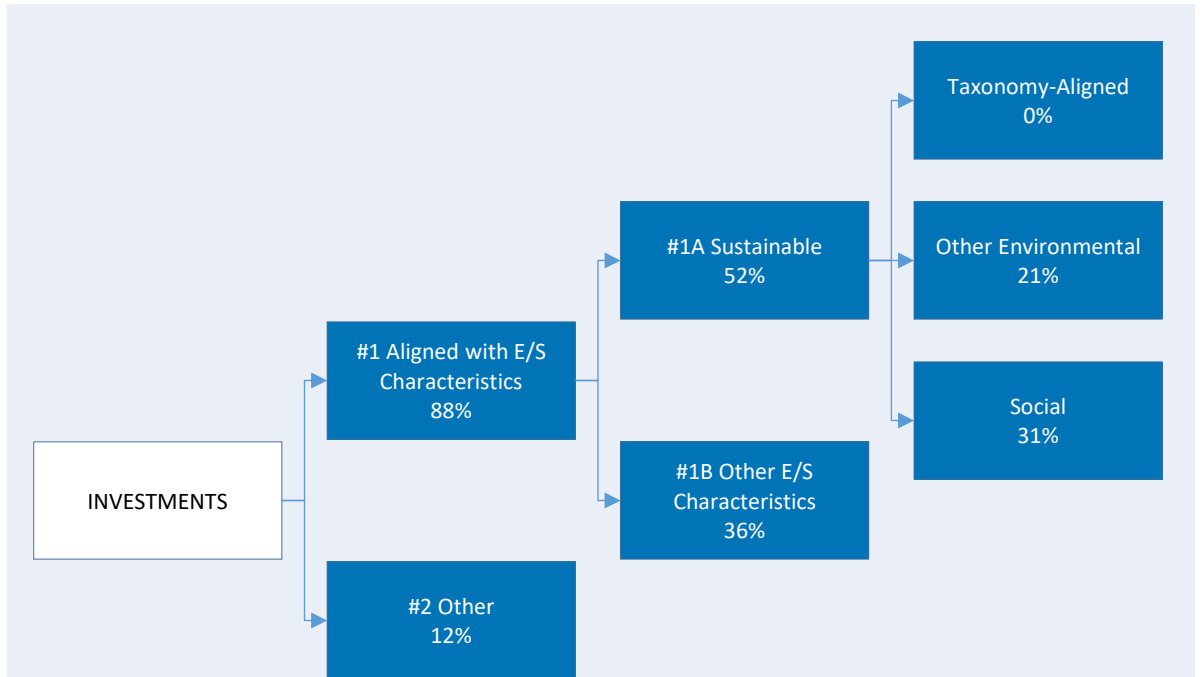 INVESTMENTS
#1 Aligned with E/S
Characteristics
88%
#2 Other
12%
#1A Sustainable
52%
#1B Other E/S
Characteristics
36%
Taxonomy-Aligned
0%
Other Environmental
21%
Social
31%